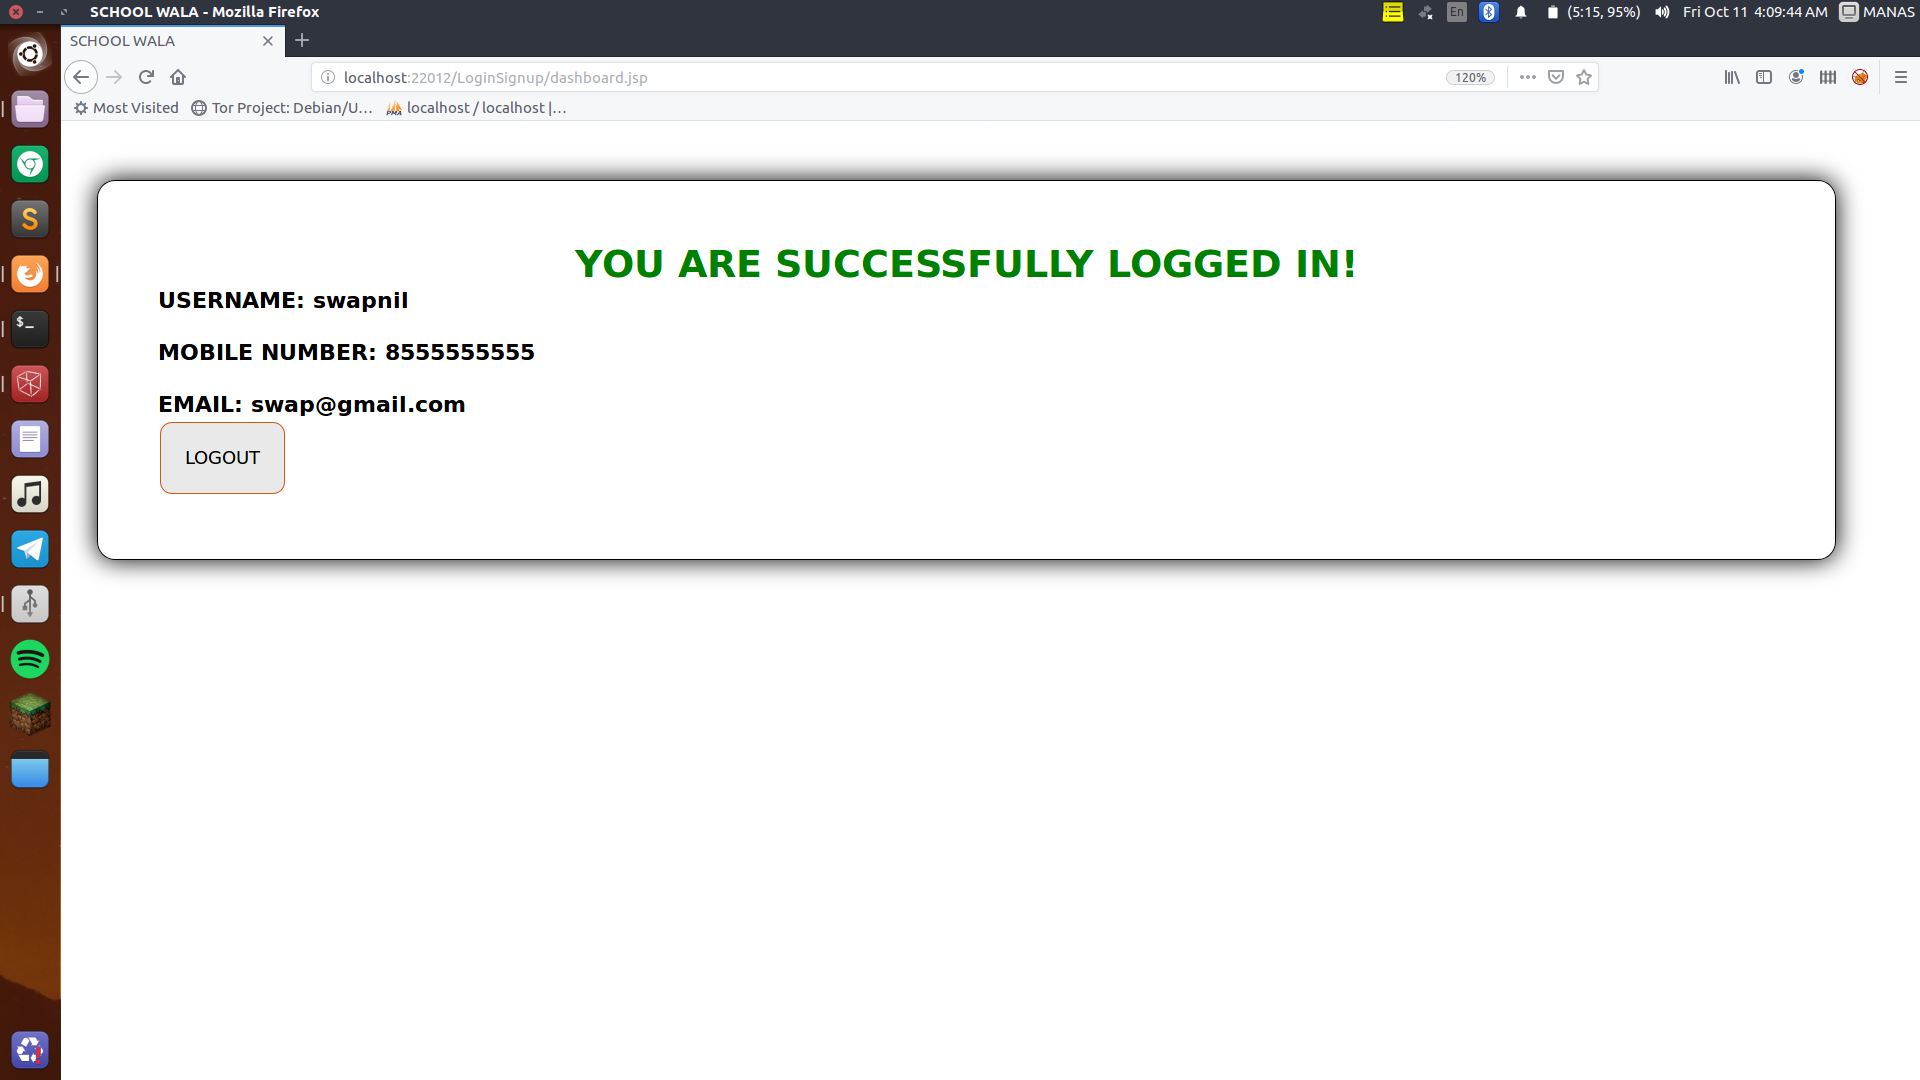 SCHOOL WALA - Mozilla Firefox
En
(5:15, 95%)
Fri Oct 11 4:09:44 AM
MANAS
SCHOOL WALA
localhost:22012/LoginSignup/dashboard.jsp
120%
Most Visited
Tor Project: Debian/U...
localhost / localhost |...
YOU ARE SUCCESSFULLY LOGGED IN!
USERNAME: swapnil
MOBILE NUMBER: 8555555555
EMAIL: swap@gmail.com
LOGOUT